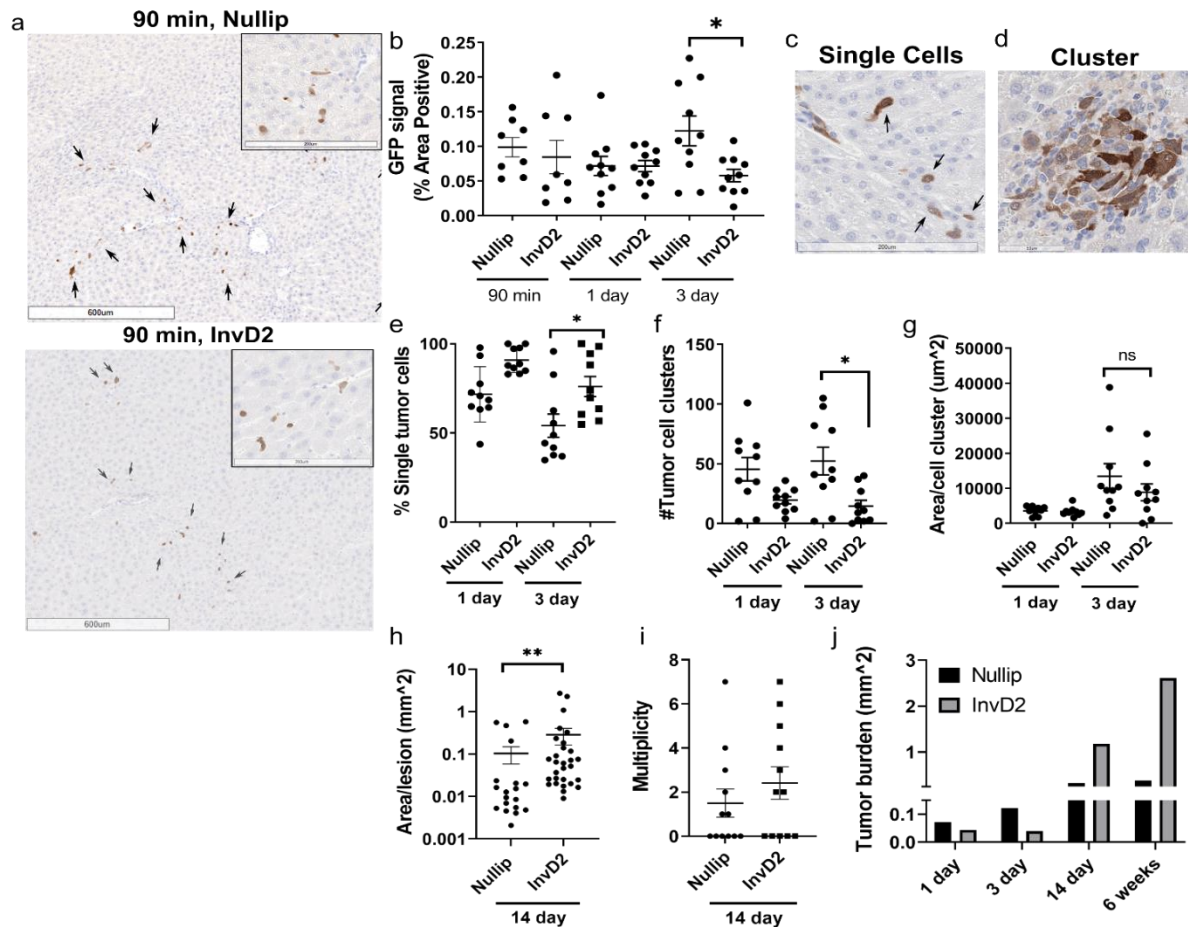 a
90 min, Nullip
600um
90 min, InvD2
600um
b
GFP signal
(% Area Positive)
0.25
0.20
0.15
0.10
0.05
0.00
*
Nullip
InvD2
Nullip
InvD2
Nullip
InvD2
90 min
1 day
3 day
c
Single Cells
200um
d
Cluster
e
% Single tumor cells
100
50
0
*
Nullip
InvD2
Nullip
InvD2
1 day
3 day
f
#Tumor cell clusters
150
100
50
0
*
Nullip
InvD2
Nullip
InvD2
1 day
3 day
g
Area/cell cluster (um^2)
50000
40000
30000
20000
10000
0
ns
Nullip
InvD2
Nullip
InvD2
1 day
3 day
h
Area/lesion (mm^2)
10
1
0.1
0.01
0.001
**
Nullip
InvD2
14 day
i
Multiplicity
8
6
4
2
0
Nullip
InvD2
14 day
j
Tumor burden (mm^2)
3
2
1
0.1
0.0
Nullip
InvD2
1 day
3 day
14 day
6 weeks